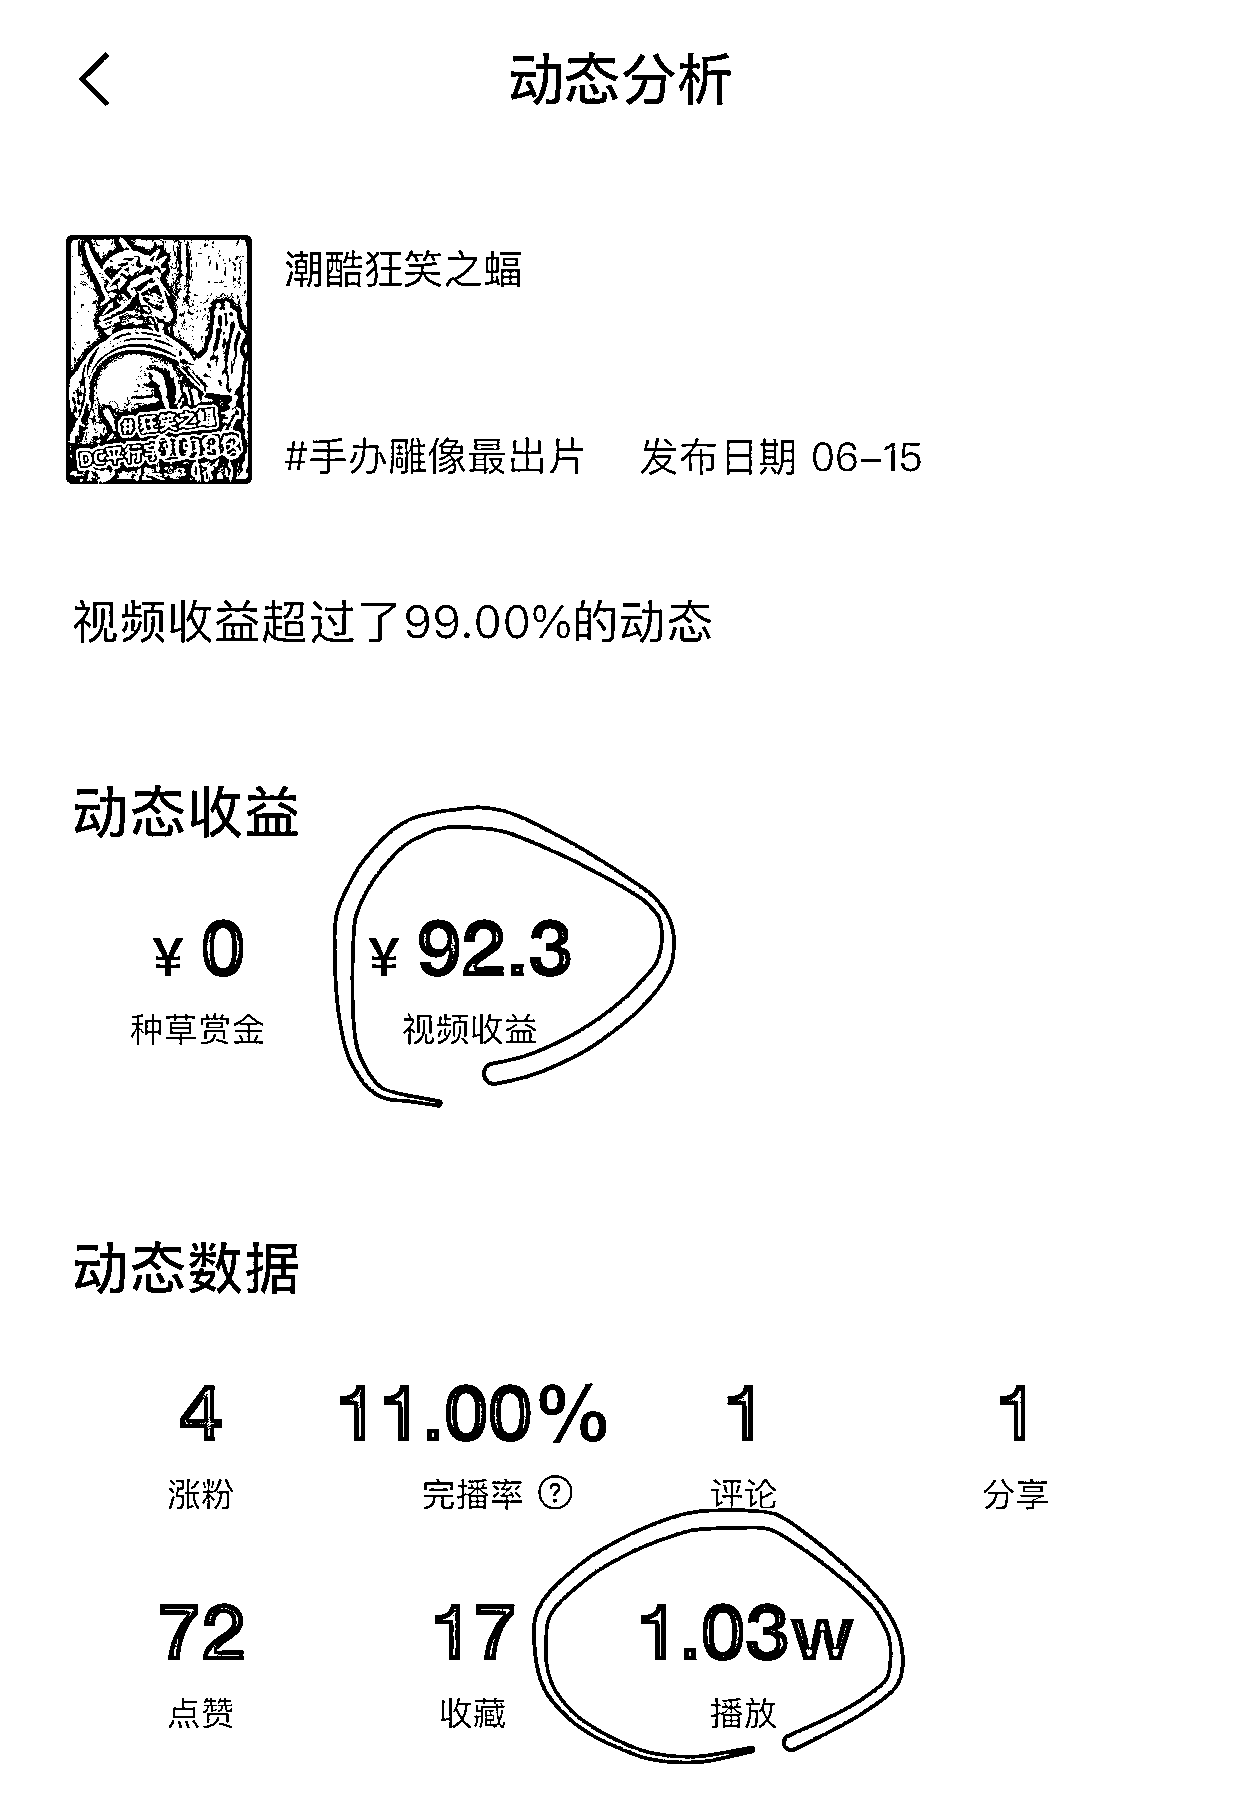 动态分析
潮酷狂笑之蝠
#狂笑之蝠
DC平行
#手办雕像最出片 发布日期 06-15
视频收益超过了99.00%的动态
动态收益
¥ 0 ¥ 92.3
种草赏金 视频收益
动态数据
4 11.00% 1 1
涨粉 完播率 ? 评论 分享
72 17 1.03w
点赞 收藏 播放